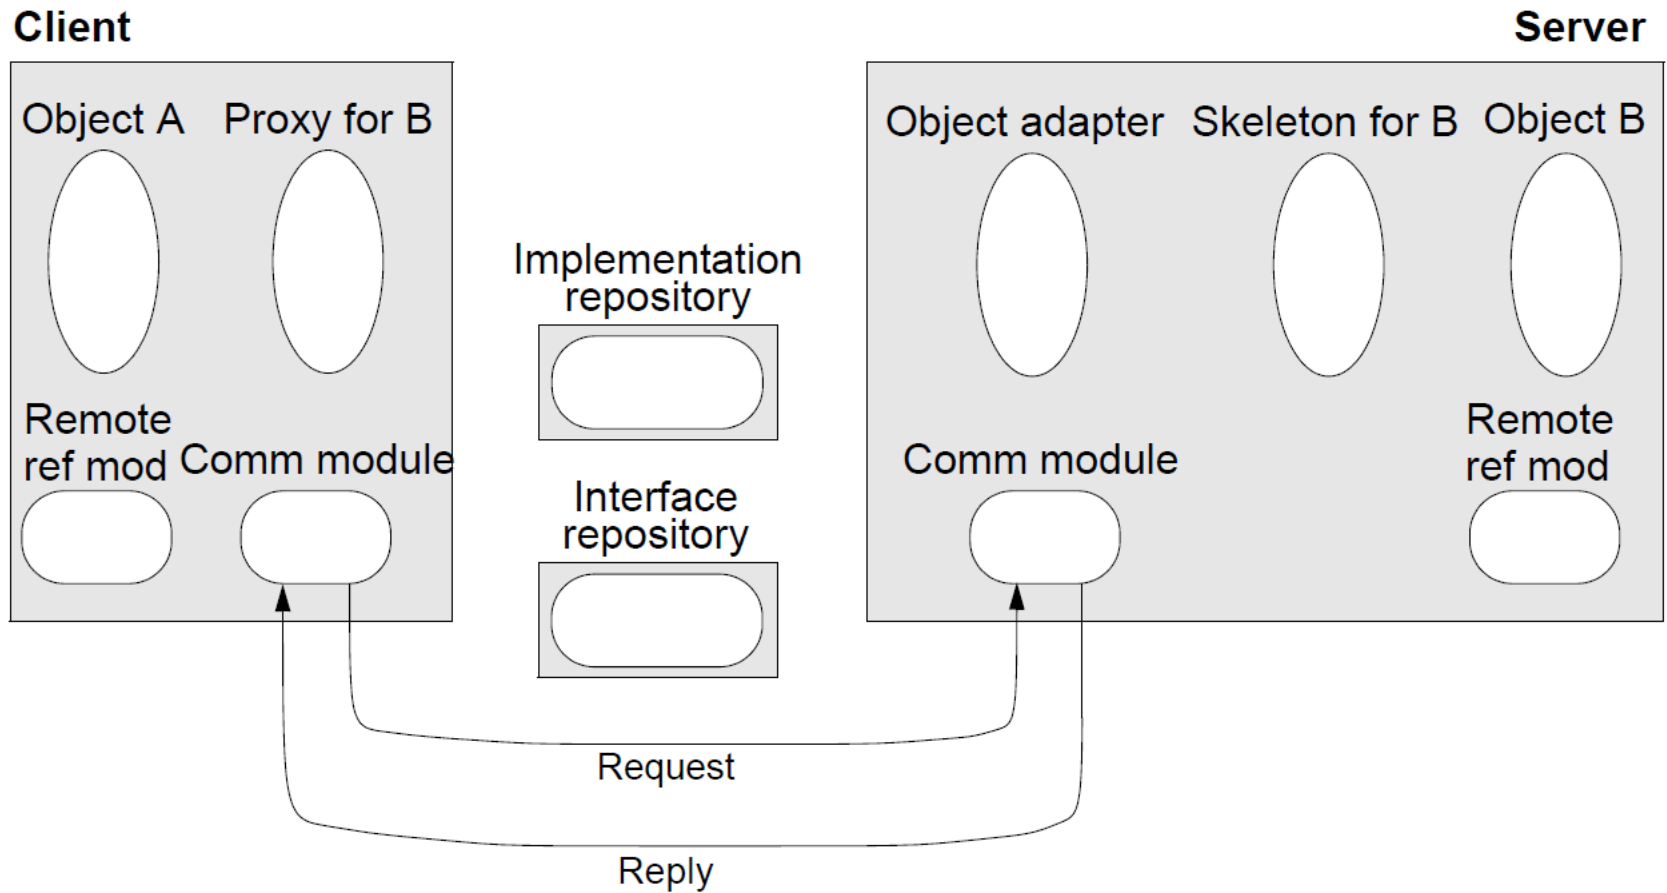 Client
Server
Object A
Proxy for B
Object adapter
Skeleton for B
Object B
Implementation
repository
Remote
ref mod
Comm module
Interface
repository
Comm module
Remote
ref mod
Request
Reply